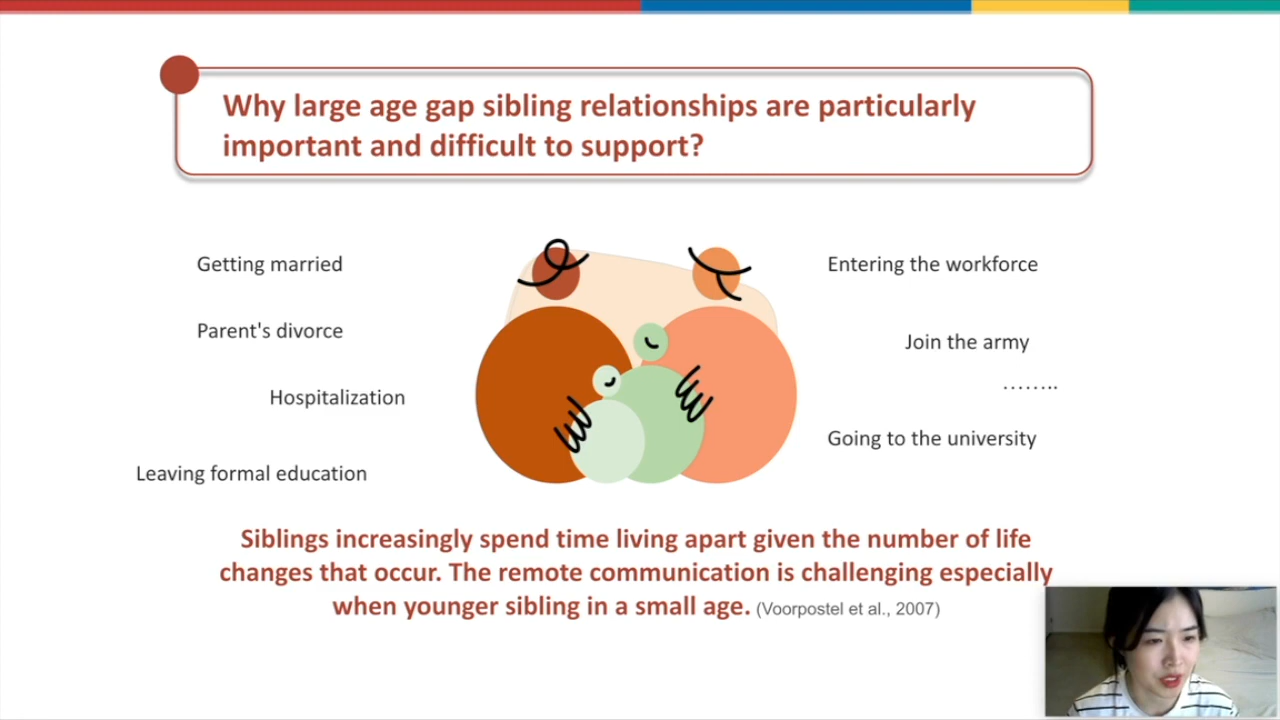 Why large age gap sibling relationships are particularly
important and difficult to support?
Getting married
Parent's divorce
Hospitalization
Leaving formal education
Entering the workforce
Join the army
........
Going to the university
Siblings increasingly spend time living apart given the number of life
changes that occur. The remote communication is challenging especially
when younger sibling in a small age. (Voorpostel et al., 2007)